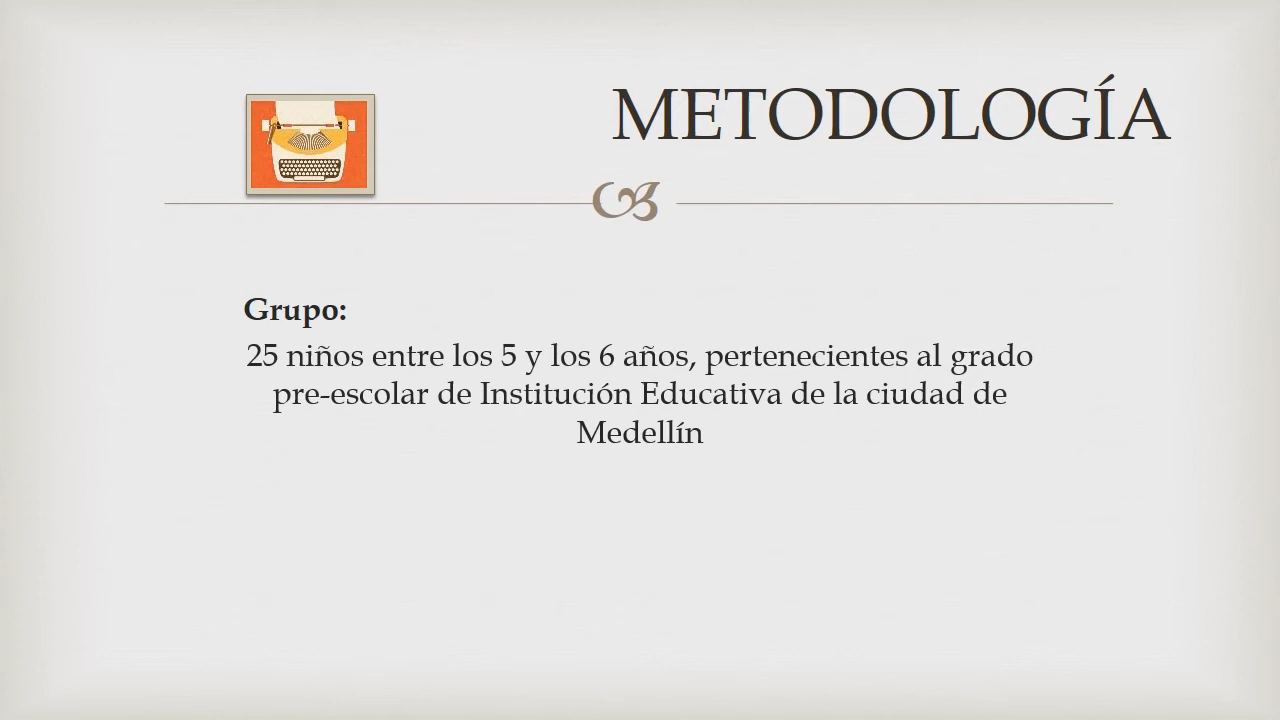 METODOLOGÍA
Grupo:
25 niños entre los 5 y los 6 años, pertenecientes al grado
pre-escolar de Institución Educativa de la ciudad de
Medellín